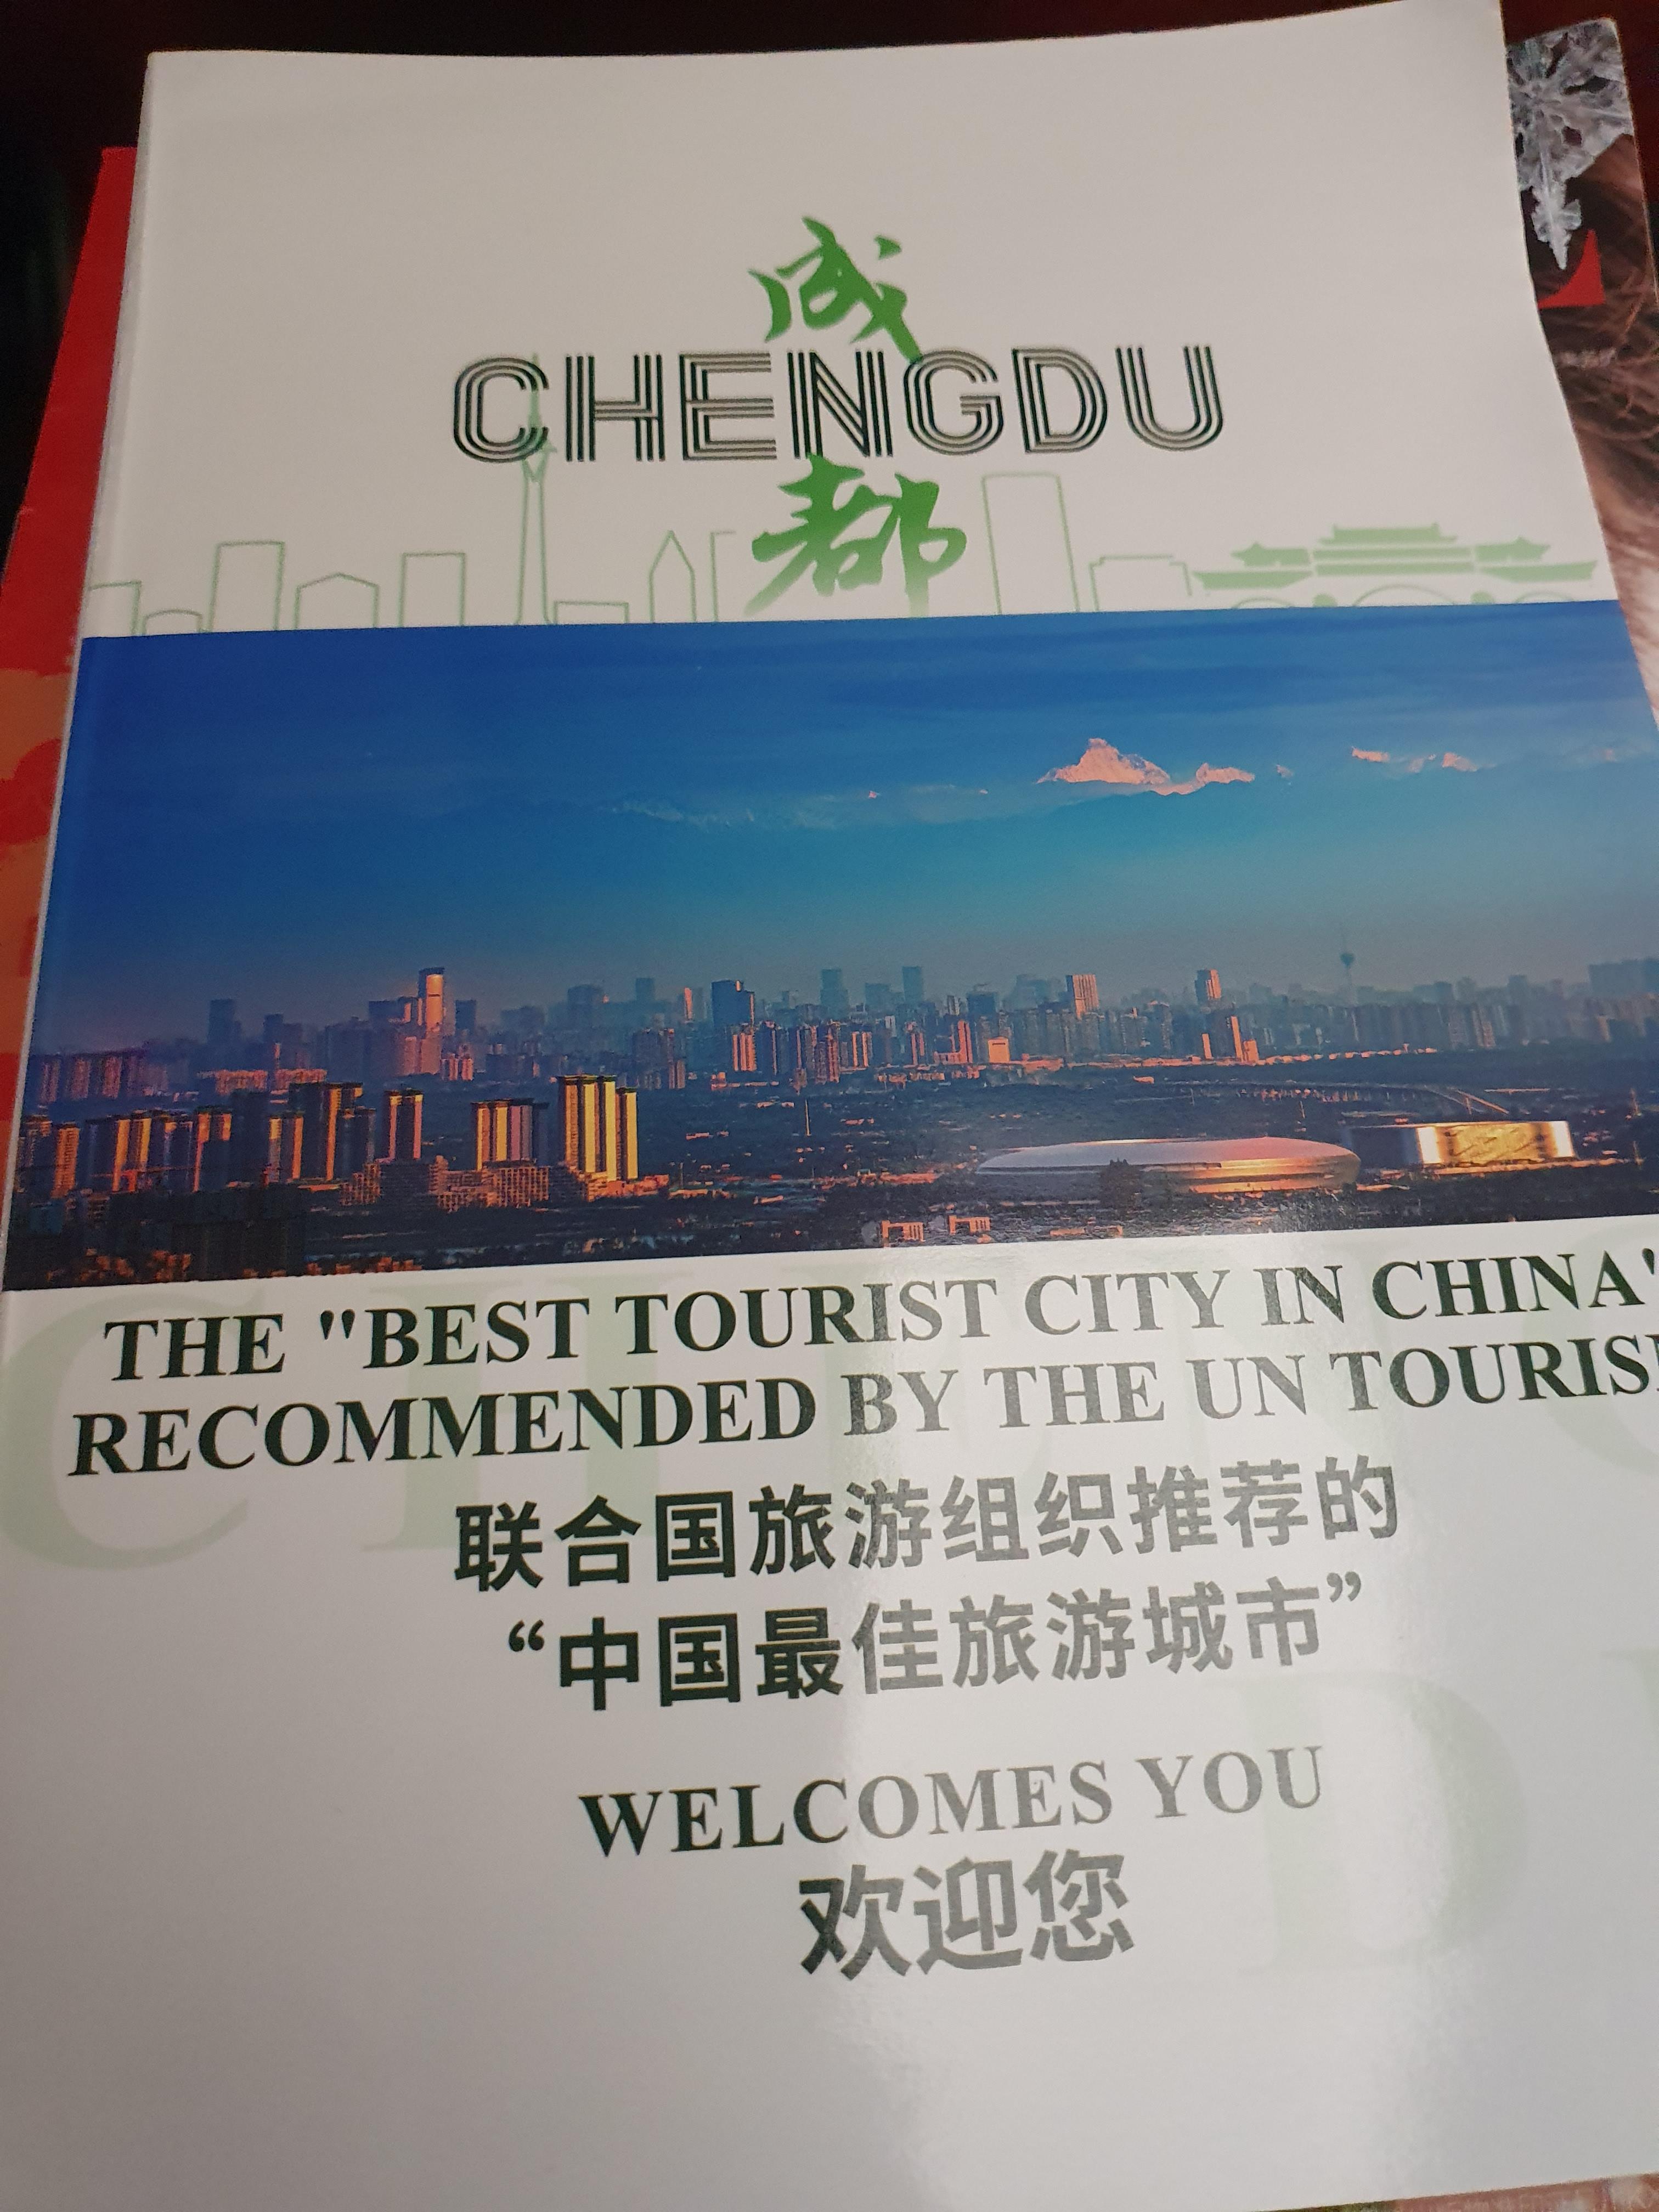 成
CHENGDU
都
THE "BEST TOURIST CITY IN CHINA"
RECOMMENDED BY THE UN
联合国旅游组织推荐的
“中国最佳旅游城市”
WELCOMES YOU
欢迎您